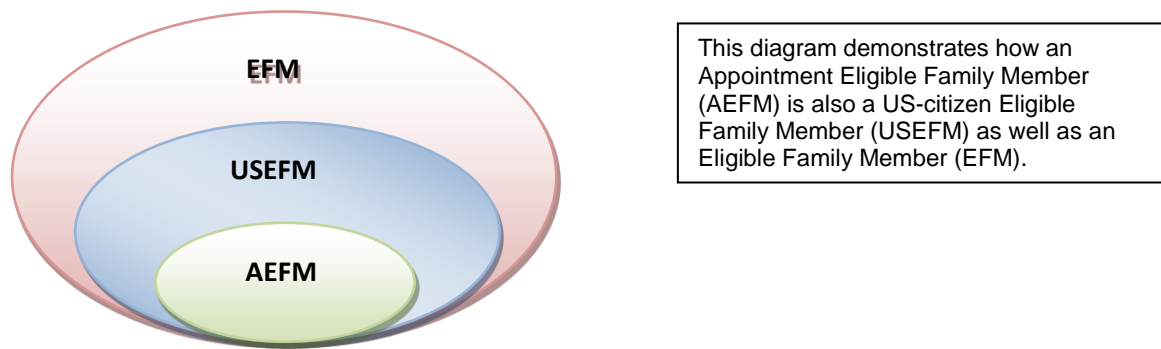 EFM
USEFM
AEFM
This diagram demonstrates how an
Appointment Eligible Family Member
(AEFM) is also a US-citizen Eligible
Family Member (USEFM) as well as an
Eligible Family Member (EFM).